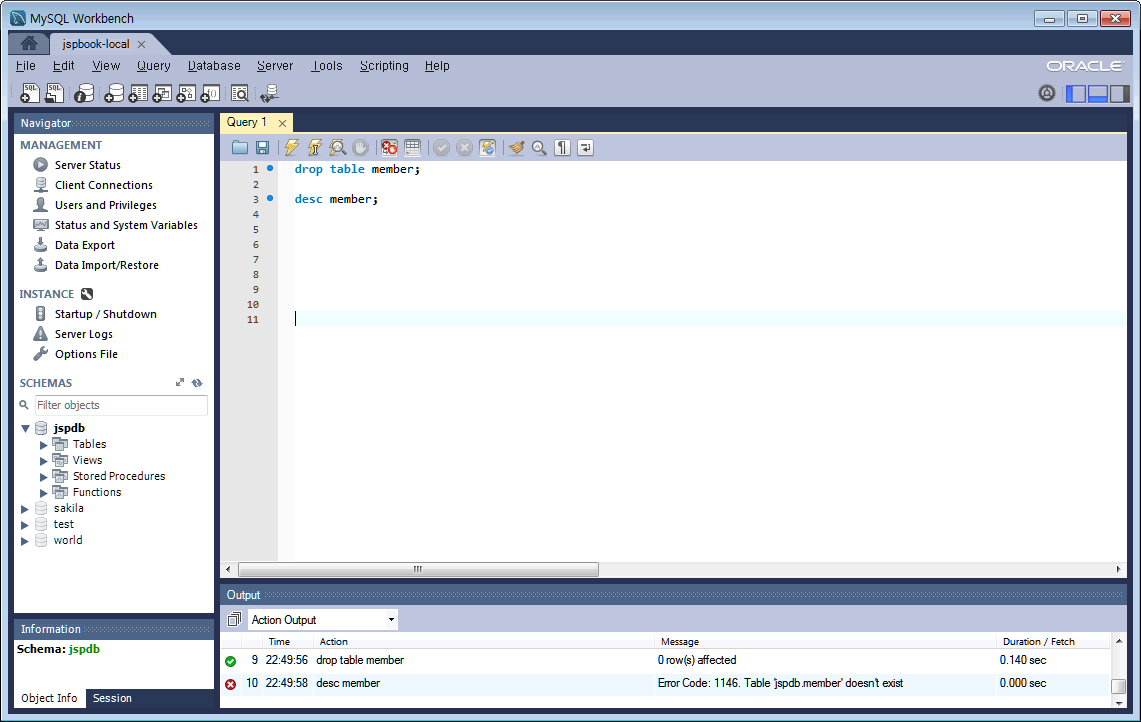 MySQL Workbench
jspbook-local
File Edit View Query Database Server Tools Scripting Help
ORACLE
SQL SQL
Navigator
MANAGEMENT
Server Status
Client Connections
Users and Privileges
Status and System Variables
Data Export
Data Import/Restore
INSTANCE
Startup / Shutdown
Server Logs
Options File
SCHEMAS
Filter objects
jspdb
Tables
Views
Stored Procedures
Functions
sakila
test
world
Information
Schema: jspdb
Object Info Session
Query 1
1 drop table member;
2
3 desc member;
4
5
6
7
8
9
10
11
Output
Action Output
Time Action Message Duration / Fetch
9 22:49:56 drop table member 0 row(s) affected 0.140 sec
10 22:49:58 desc member Error Code: 1146. Table 'jspdb.member' doesn't exist 0.000 sec